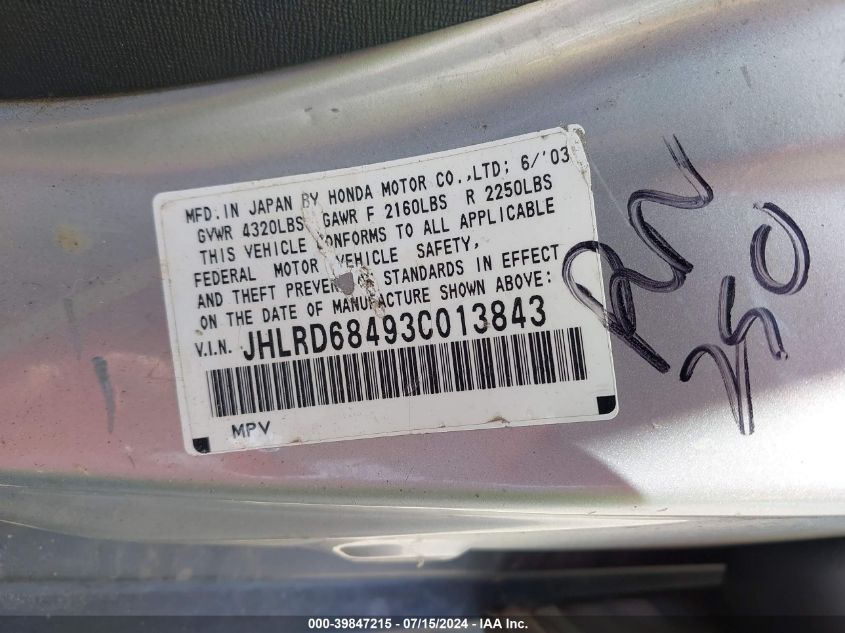 MFD.IN JAPAN BY HONDA MOTOR CO.,LTD; 6/'03
GVWR 4320LBS GAWR F 2160LBS R 2250LBS
THIS VEHICLE CONFORMS TO ALL APPLICABLE
FEDERAL MOTOR VEHICLE SAFETY,
AND THEFT PREVENTION STANDARDS IN EFFECT
ON THE DATE OF MANUFACTURE SHOWN ABOVE:
V.I.N. JHLRD68493C013843
MPV
RN
250
000-39847215 - 07/15/2024 - IAA Inc.